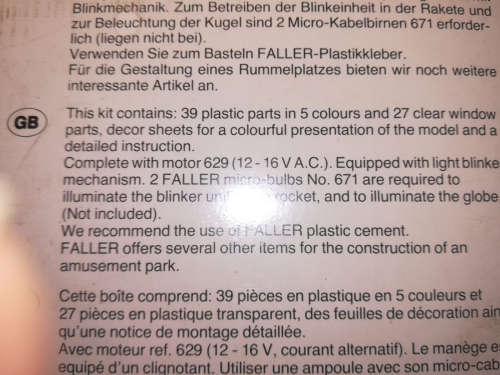 Blinkmechanik. Zum Betreiben der Blinkeinheit in der Rakete und
zur Beleuchtung der Kugel sind 2 Micro-Kabelbirnen 671 erforder-
lich (liegen nicht bei).
Verwenden Sie zum Basteln FALLER-Plastikkleber.
Für die Gestaltung eines Rummelplatzes bieten wir noch weitere
interessante Artikel an.
GB
This kit contains: 39 plastic parts in 5 colours and 27 clear window
parts, decor sheets for a colourful presentation of the model and a
detailed instruction.
Complete with motor 629 (12 - 16 V A.C.). Equipped with light blinke
mechanism. 2 FALLER micro-bulbs No. 671 are required to
illuminate the blinker rocket, and to illuminate the globe
(Not included).
We recommend the use of FALLER plastic cement.
FALLER offers several other items for the construction of an
amusement park.
Cette boîte comprend: 39 pièces en plastique en 5 couleurs et
27 pièces en plastique transparent, des feuilles de décoration ain
qu'une notice de montage détaillée.
Avec moteur ref. 629 (12 - 16 V, courant alternatif). Le manège e
équipé d'un clignotant. Utiliser une ampoule avec son micro-cab